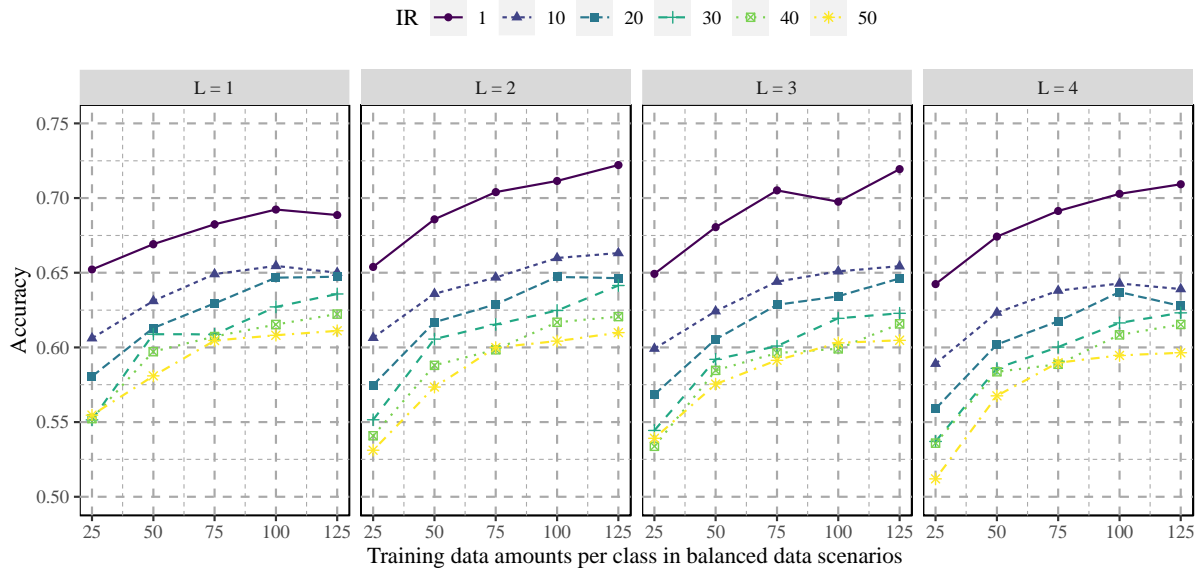 IR 1 10 20 30 40 50
L = 1 L = 2 L = 3 L = 4
Accuracy
0.75
0.70
0.65
0.60
0.55
0.50
25 50 75 100 125 25 50 75 100 125 25 50 75 100 125 25 50 75 100 125
Training data amounts per class in balanced data scenarios